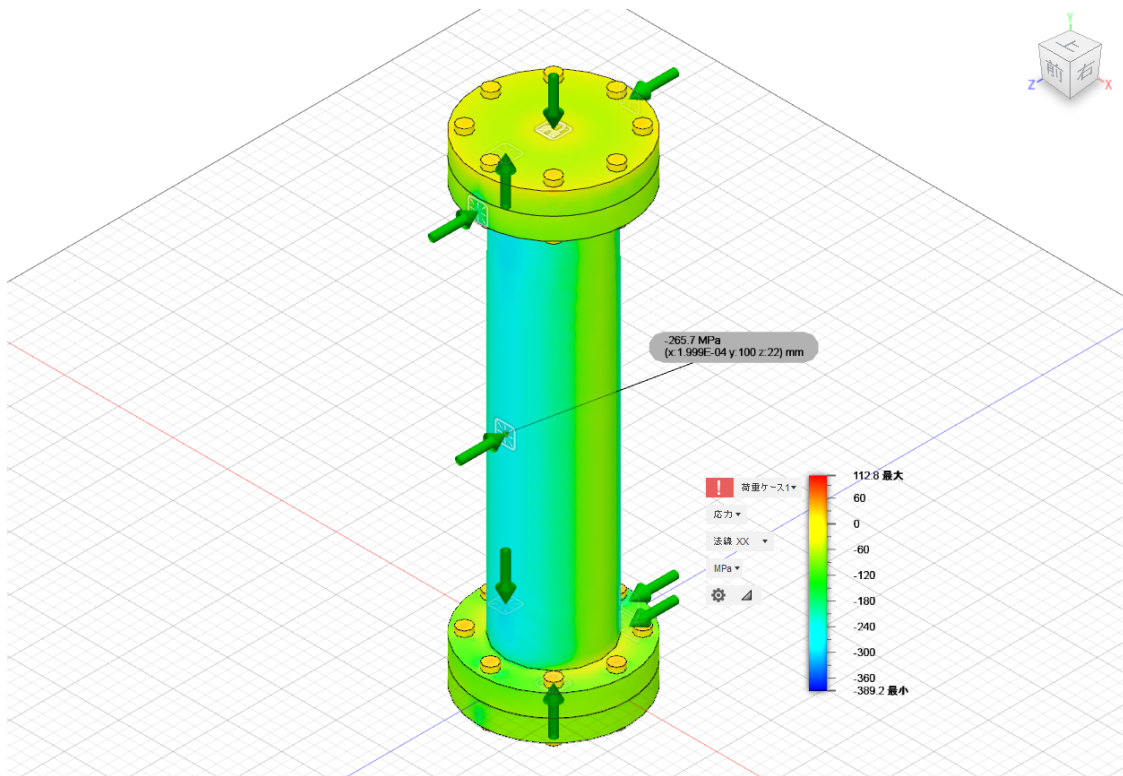 Y
上
前
右
Z
X
-265.7 MPa
(x:1.999E-04 y:100 z:22) mm
! 荷重ケース1▾
応力▾
法線 XX ▾
MPa▾
112.8 最大
60
0
-60
-120
-180
-240
-300
-360
-389.2 最小